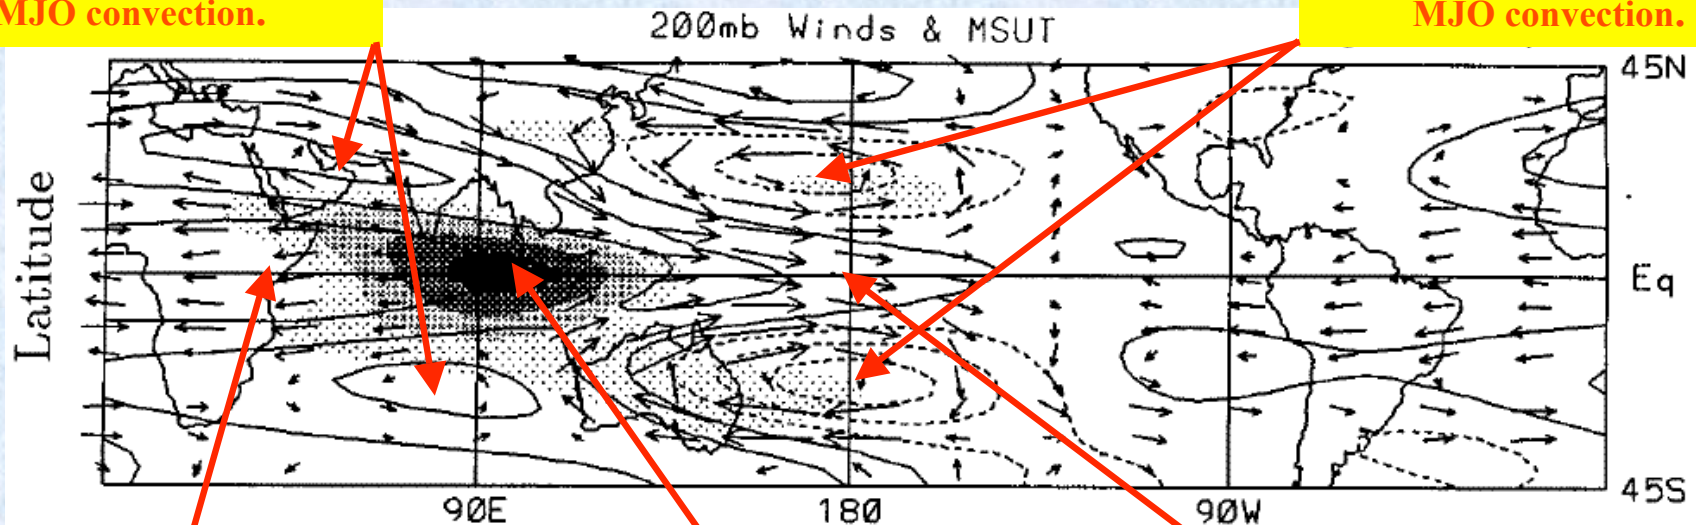 MJO convection.
MJO convection.
200mb Winds & MSUT
45N
Latitude
Eq
45S
90E
180
90W